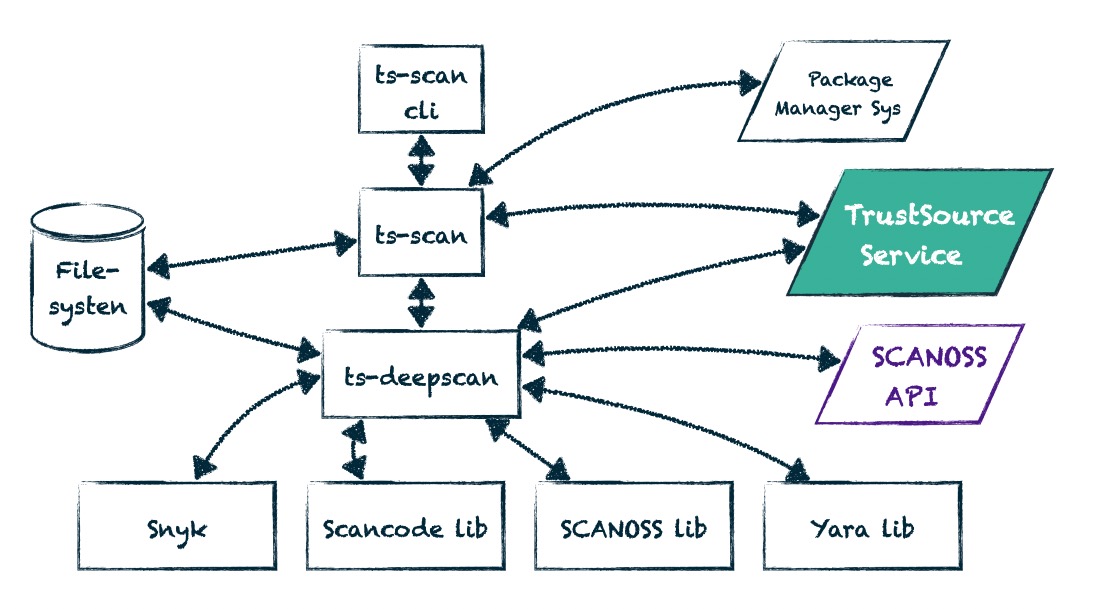 ts-scan
cli
Package
Manager Sys
ts-scan
TrustSource
Service
File-
systen
ts-deepscan
SCANOSS
API
Snyk
Scancode lib
SCANOSS lib
Yara lib